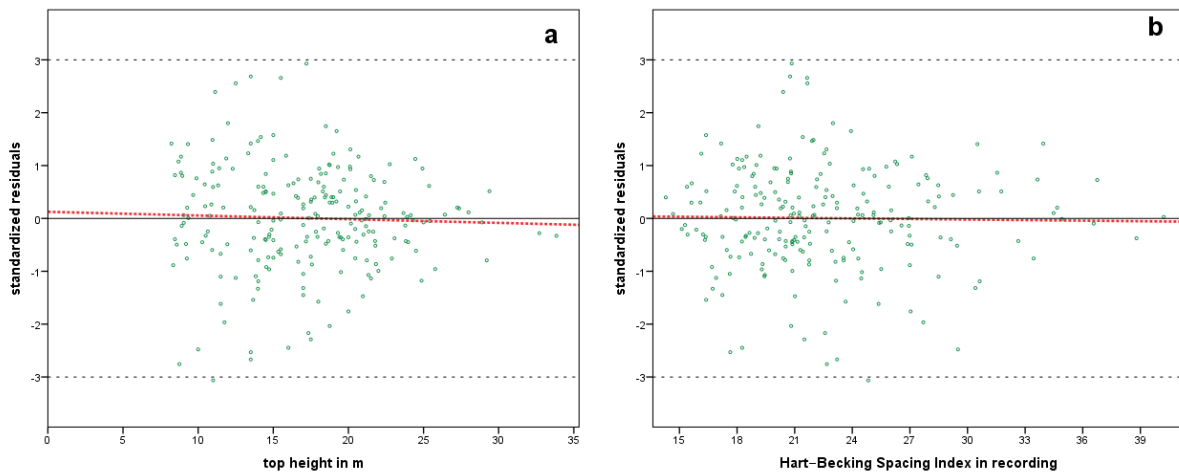 a
3
2
1
0
-1
-2
-3
standardized residuals
0 5 10 15 20 25 30 35
top height in m
b
3
2
1
0
-1
-2
-3
standardized residuals
15 18 21 24 27 30 33 36 39
Hart−Becking Spacing Index in recording